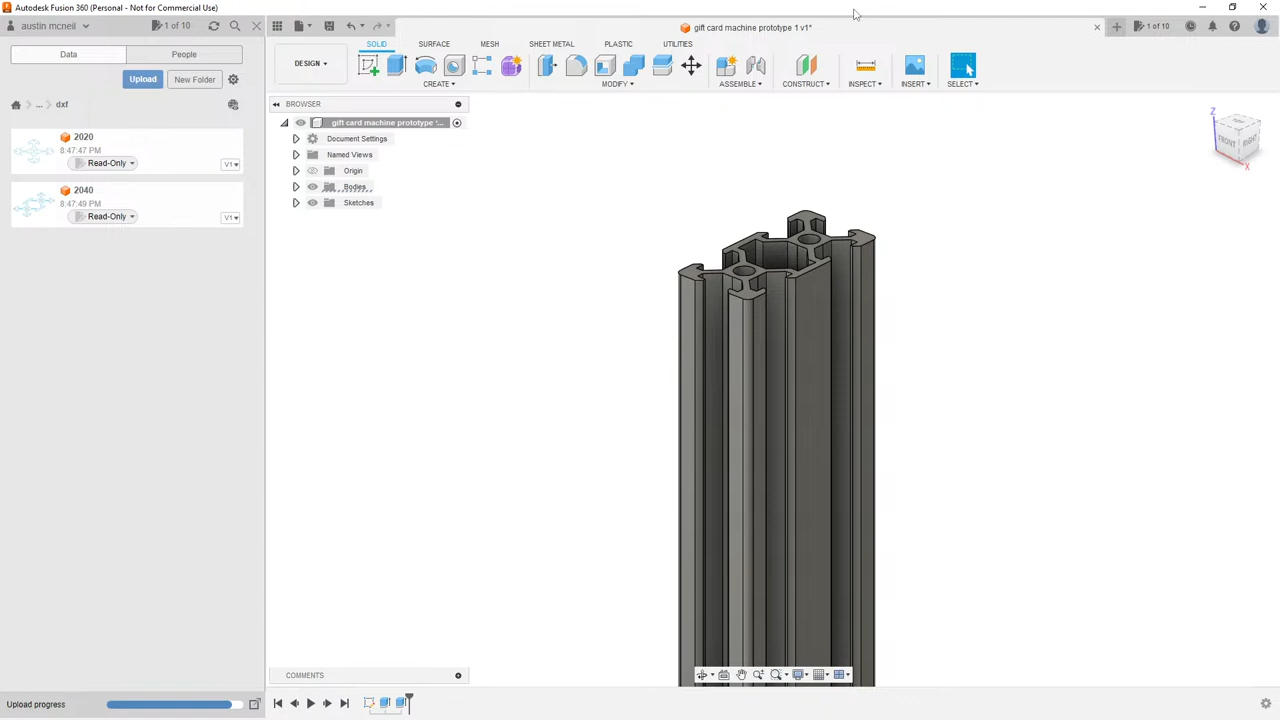 Autodesk Fusion 360 (Personal - Not for Commercial Use)
austin mcneil
1 of 10
gift card machine prototype 1 v1*
1 of 10
Data
People
SOLID
SURFACE
MESH
SHEET METAL
PLASTIC
UTILITIES
DESIGN
Upload
New Folder
CREATE
MODIFY
ASSEMBLE
CONSTRUCT
INSPECT
INSERT
SELECT
... dxf
BROWSER
gift card machine prototype '...
Document Settings
Named Views
Origin
Bodies
Sketches
2020
8:47:47 PM
Read-Only
V1
2040
8:47:49 PM
Read-Only
V1
Z
FRONT
RIGHT
X
COMMENTS
Upload progress